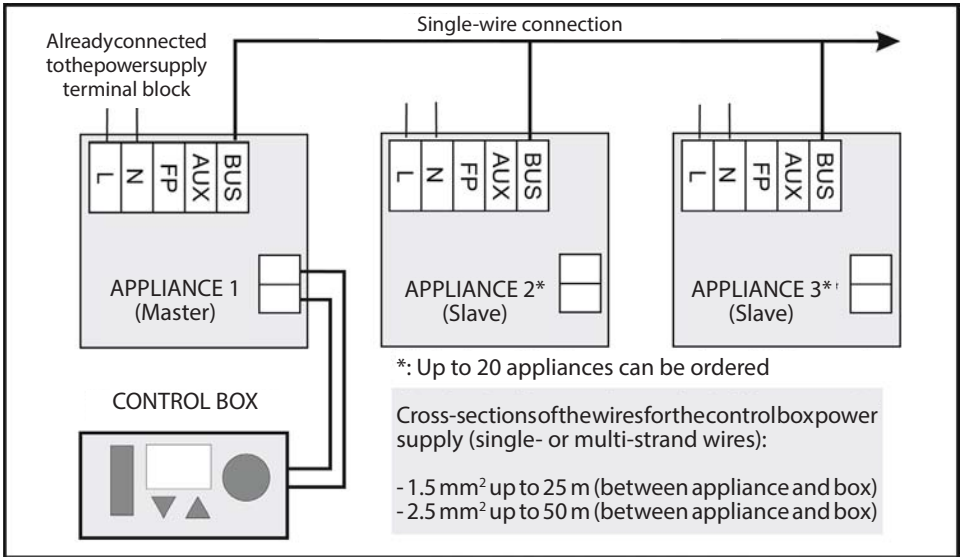 Single-wire connection
Alreadyconnected
tothepowersupply
terminal block
L N FP AUX BUS
L N FP AUX BUS
L N FP AUX BUS
APPLIANCE 1
(Master)
APPLIANCE 2*
(Slave)
APPLIANCE 3*
(Slave)
*: Up to 20 appliances can be ordered
CONTROL BOX
Cross-sectionsofthewiresforthecontrolboxpower
supply (single- or multi-strand wires):
- 1.5 mm² up to 25 m (between appliance and box)
- 2.5 mm² up to 50 m (between appliance and box)